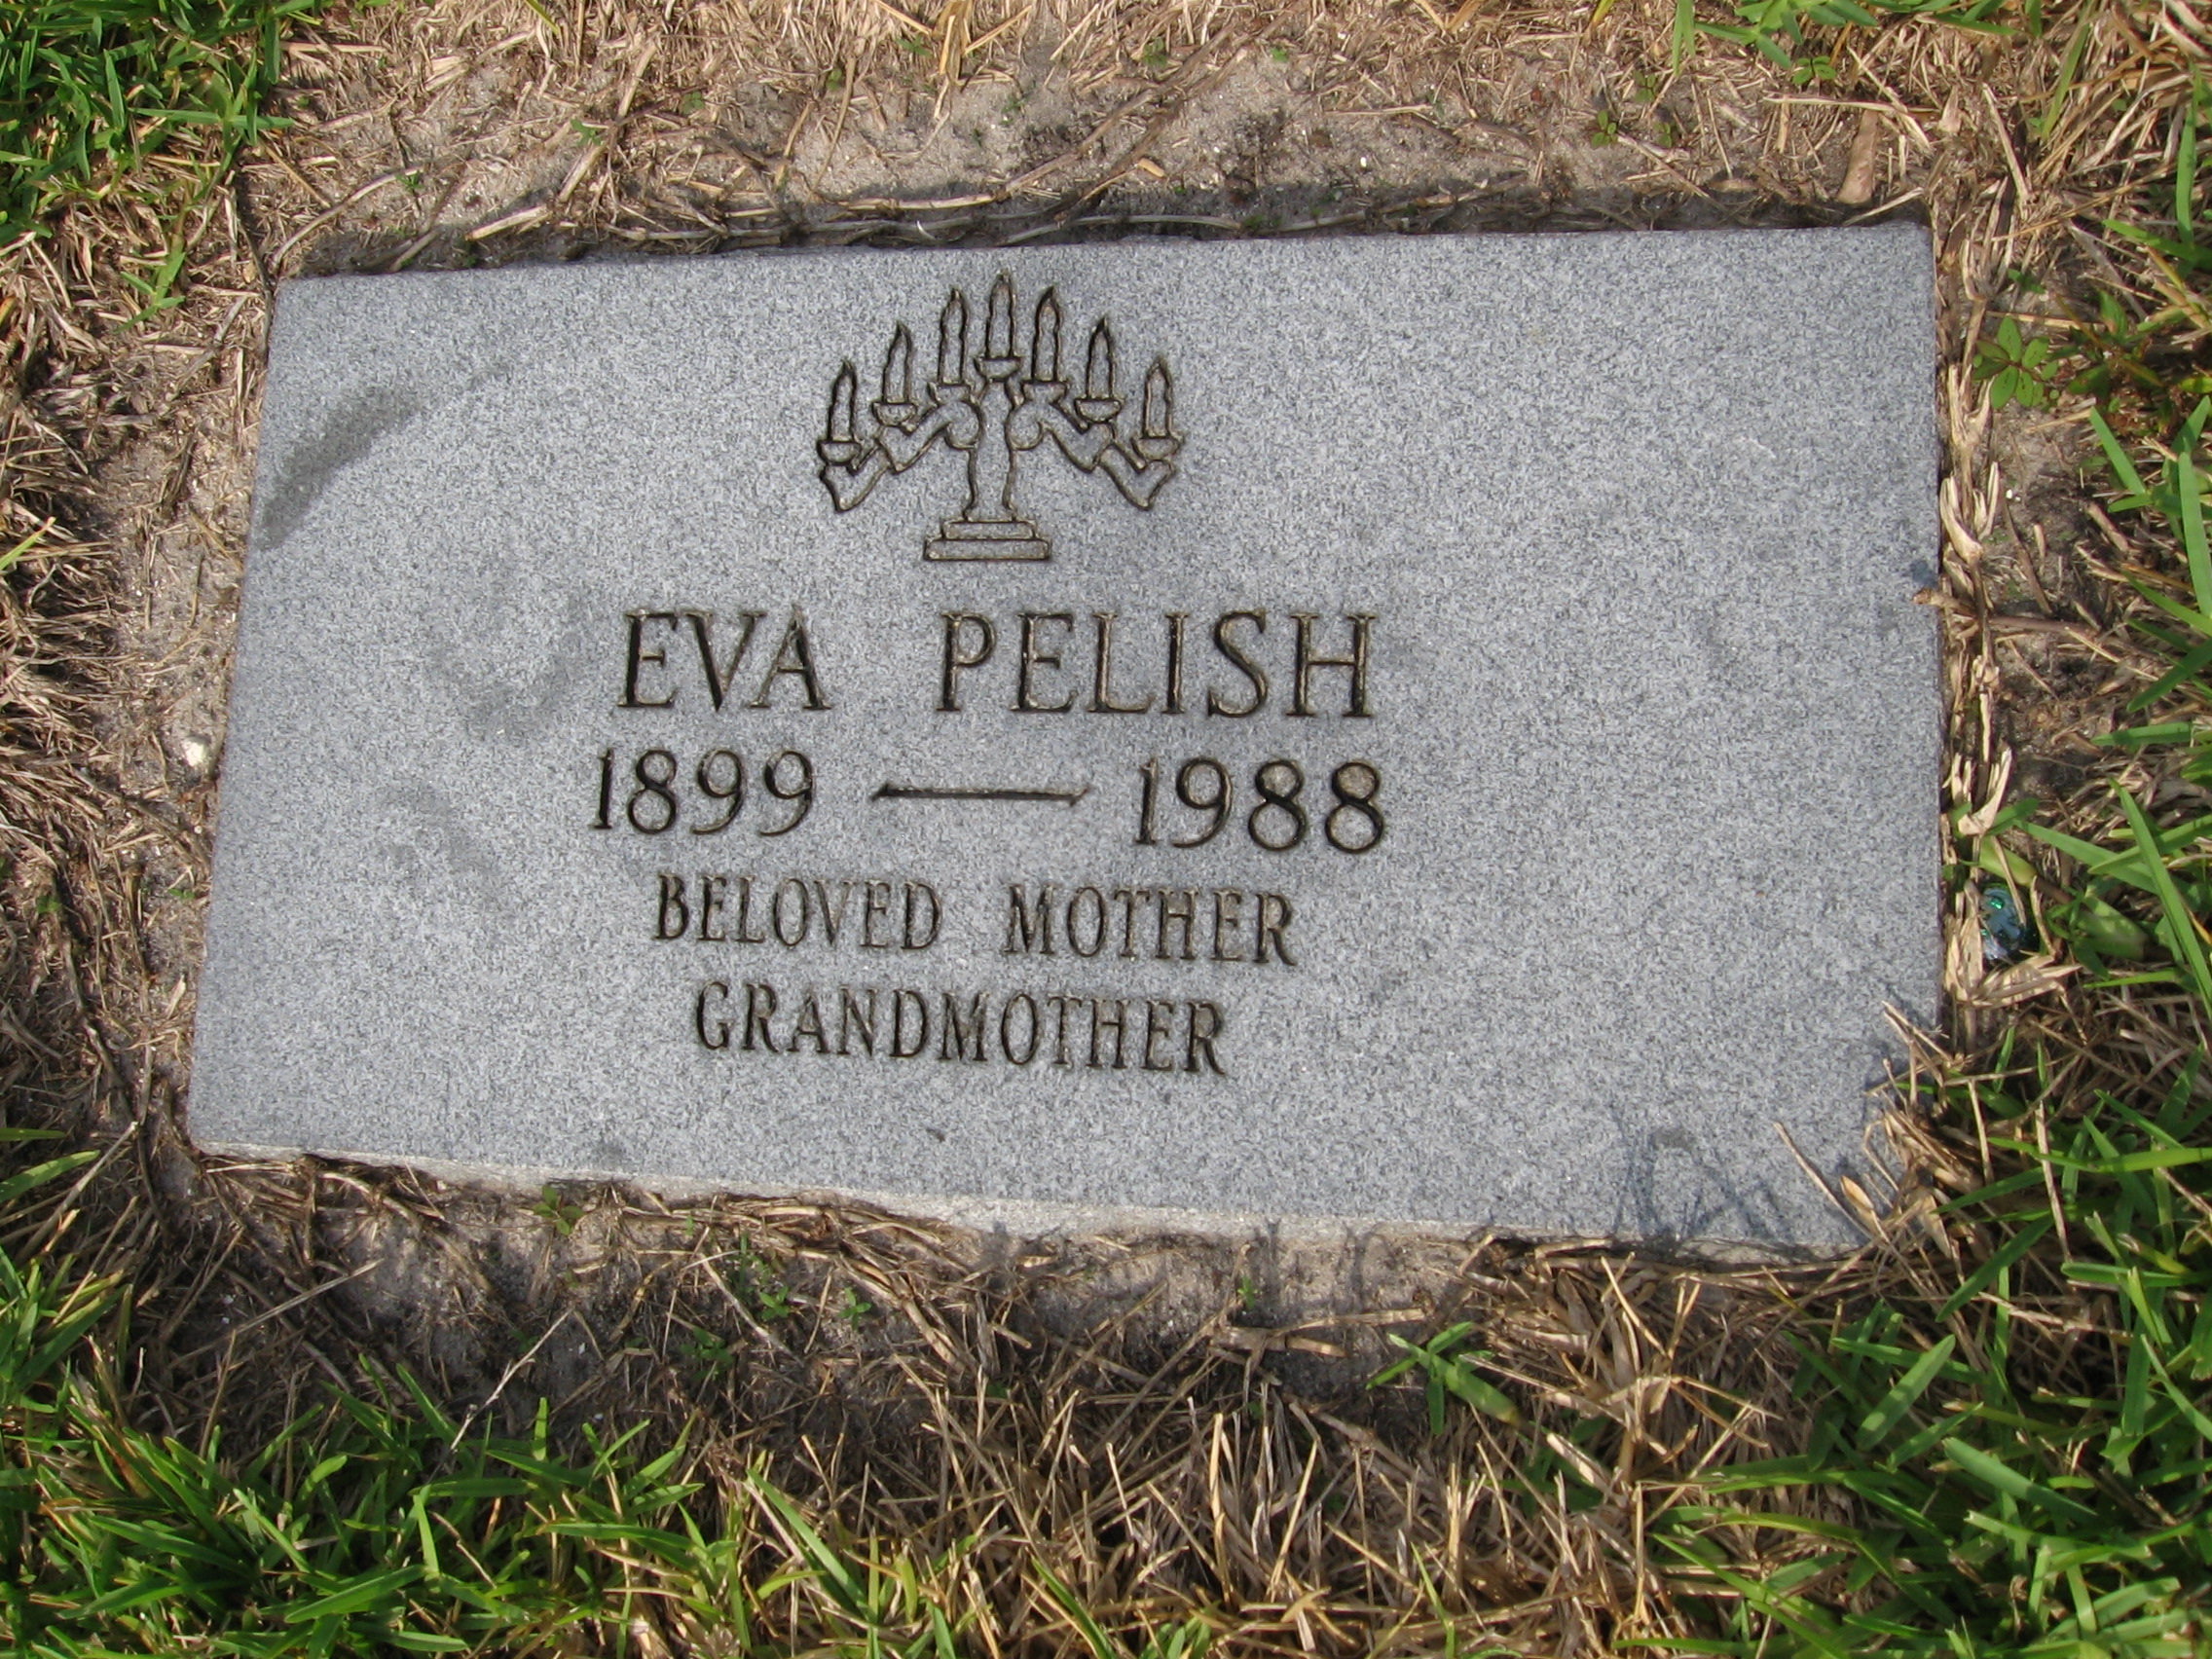 EVA PELISH
1899 — 1988
BELOVED MOTHER
GRANDMOTHER